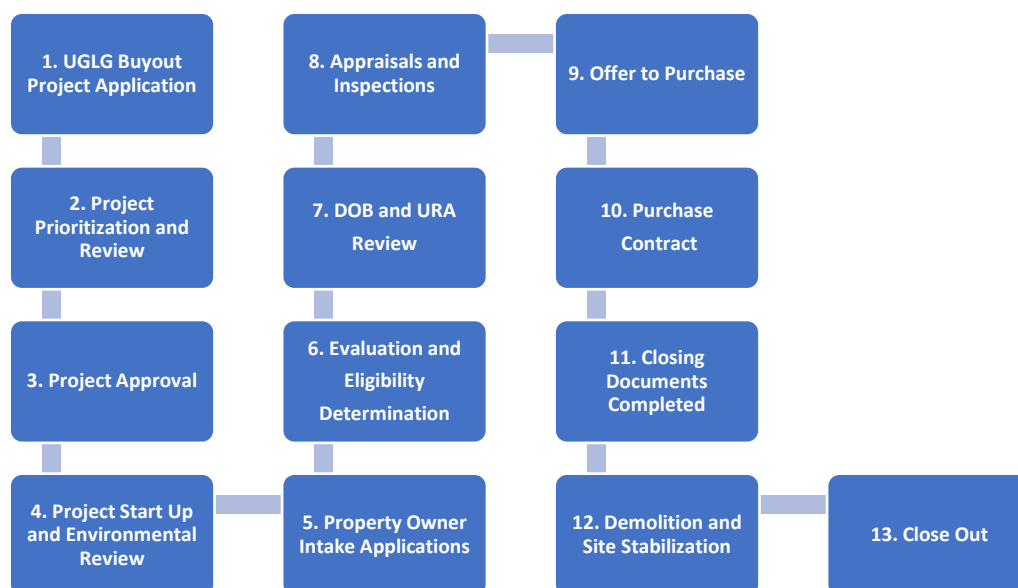 1. UGLG Buyout
Project Application
2. Project
Prioritization and
Review
3. Project Approval
4. Project Start Up
and Environmental
Review
5. Property Owner
Intake Applications
6. Evaluation and
Eligibility
Determination
7. DOB and URA
Review
8. Appraisals and
Inspections
9. Offer to Purchase
10. Purchase
Contract
11. Closing
Documents
Completed
12. Demolition and
Site Stabilization
13. Close Out